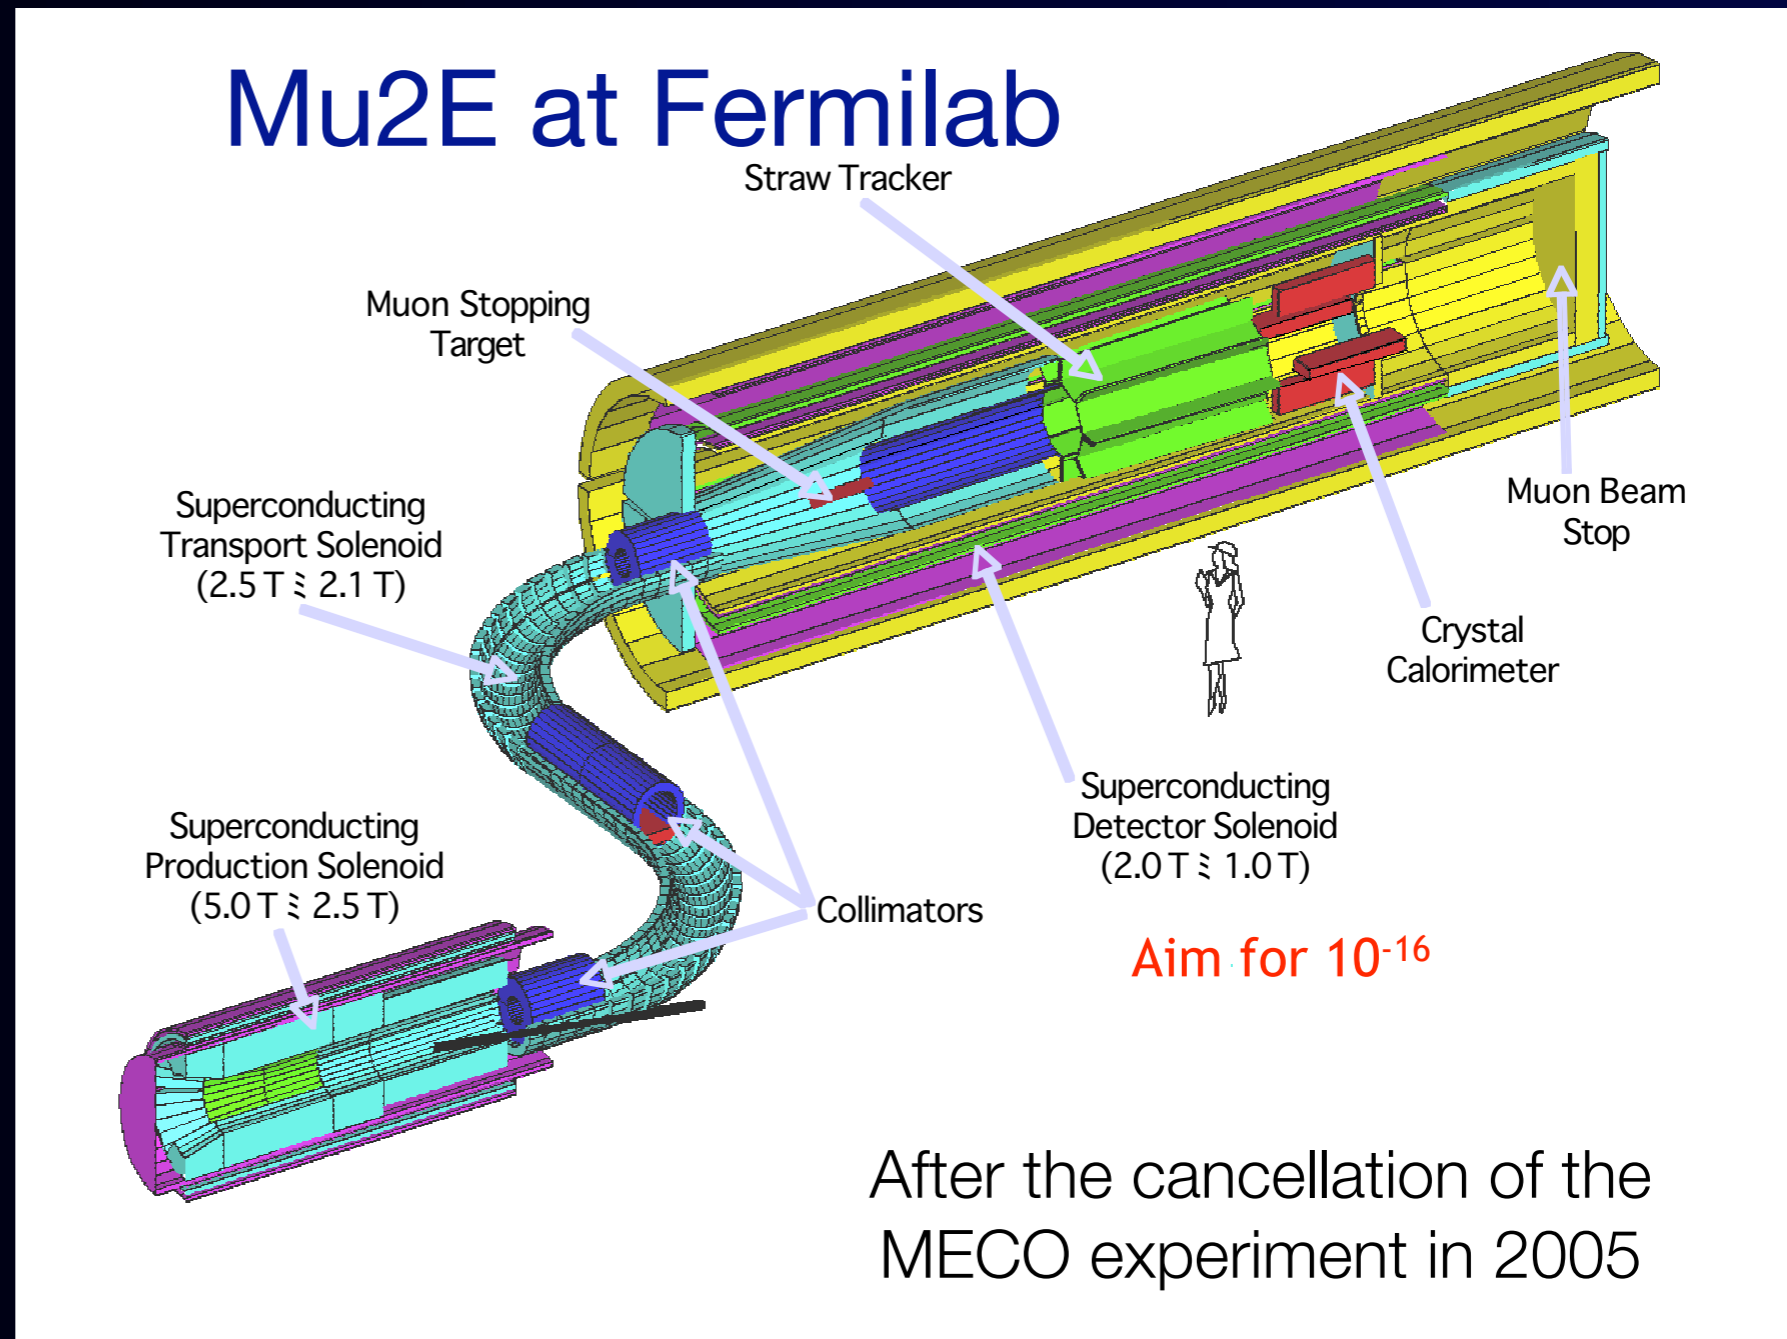 Mu2E at Fermilab
Straw Tracker
Muon Stopping
Target
Superconducting
Transport Solenoid
(2.5 T ⧘ 2.1 T)
Muon Beam
Stop
Crystal
Calorimeter
Superconducting
Detector Solenoid
(2.0 T ⧘ 1.0 T)
Superconducting
Production Solenoid
(5.0 T ⧘ 2.5 T)
Collimators
Aim for 10⁻¹⁶
After the cancellation of the
MECO experiment in 2005